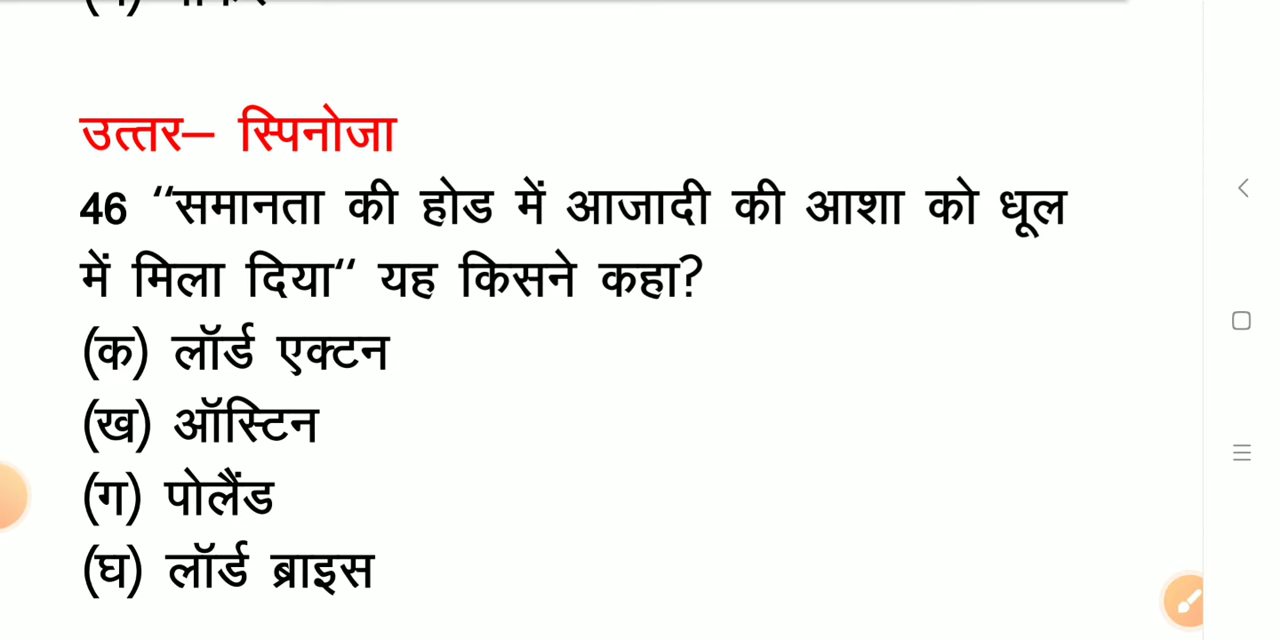 उत्तर– स्पिनोजा
46 “समानता की होड में आजादी की आशा को धूल
में मिला दिया“ यह किसने कहा?
(क) लॉर्ड एक्टन
(ख) ऑस्टिन
(ग) पोलैंड
(घ) लॉर्ड ब्राइस